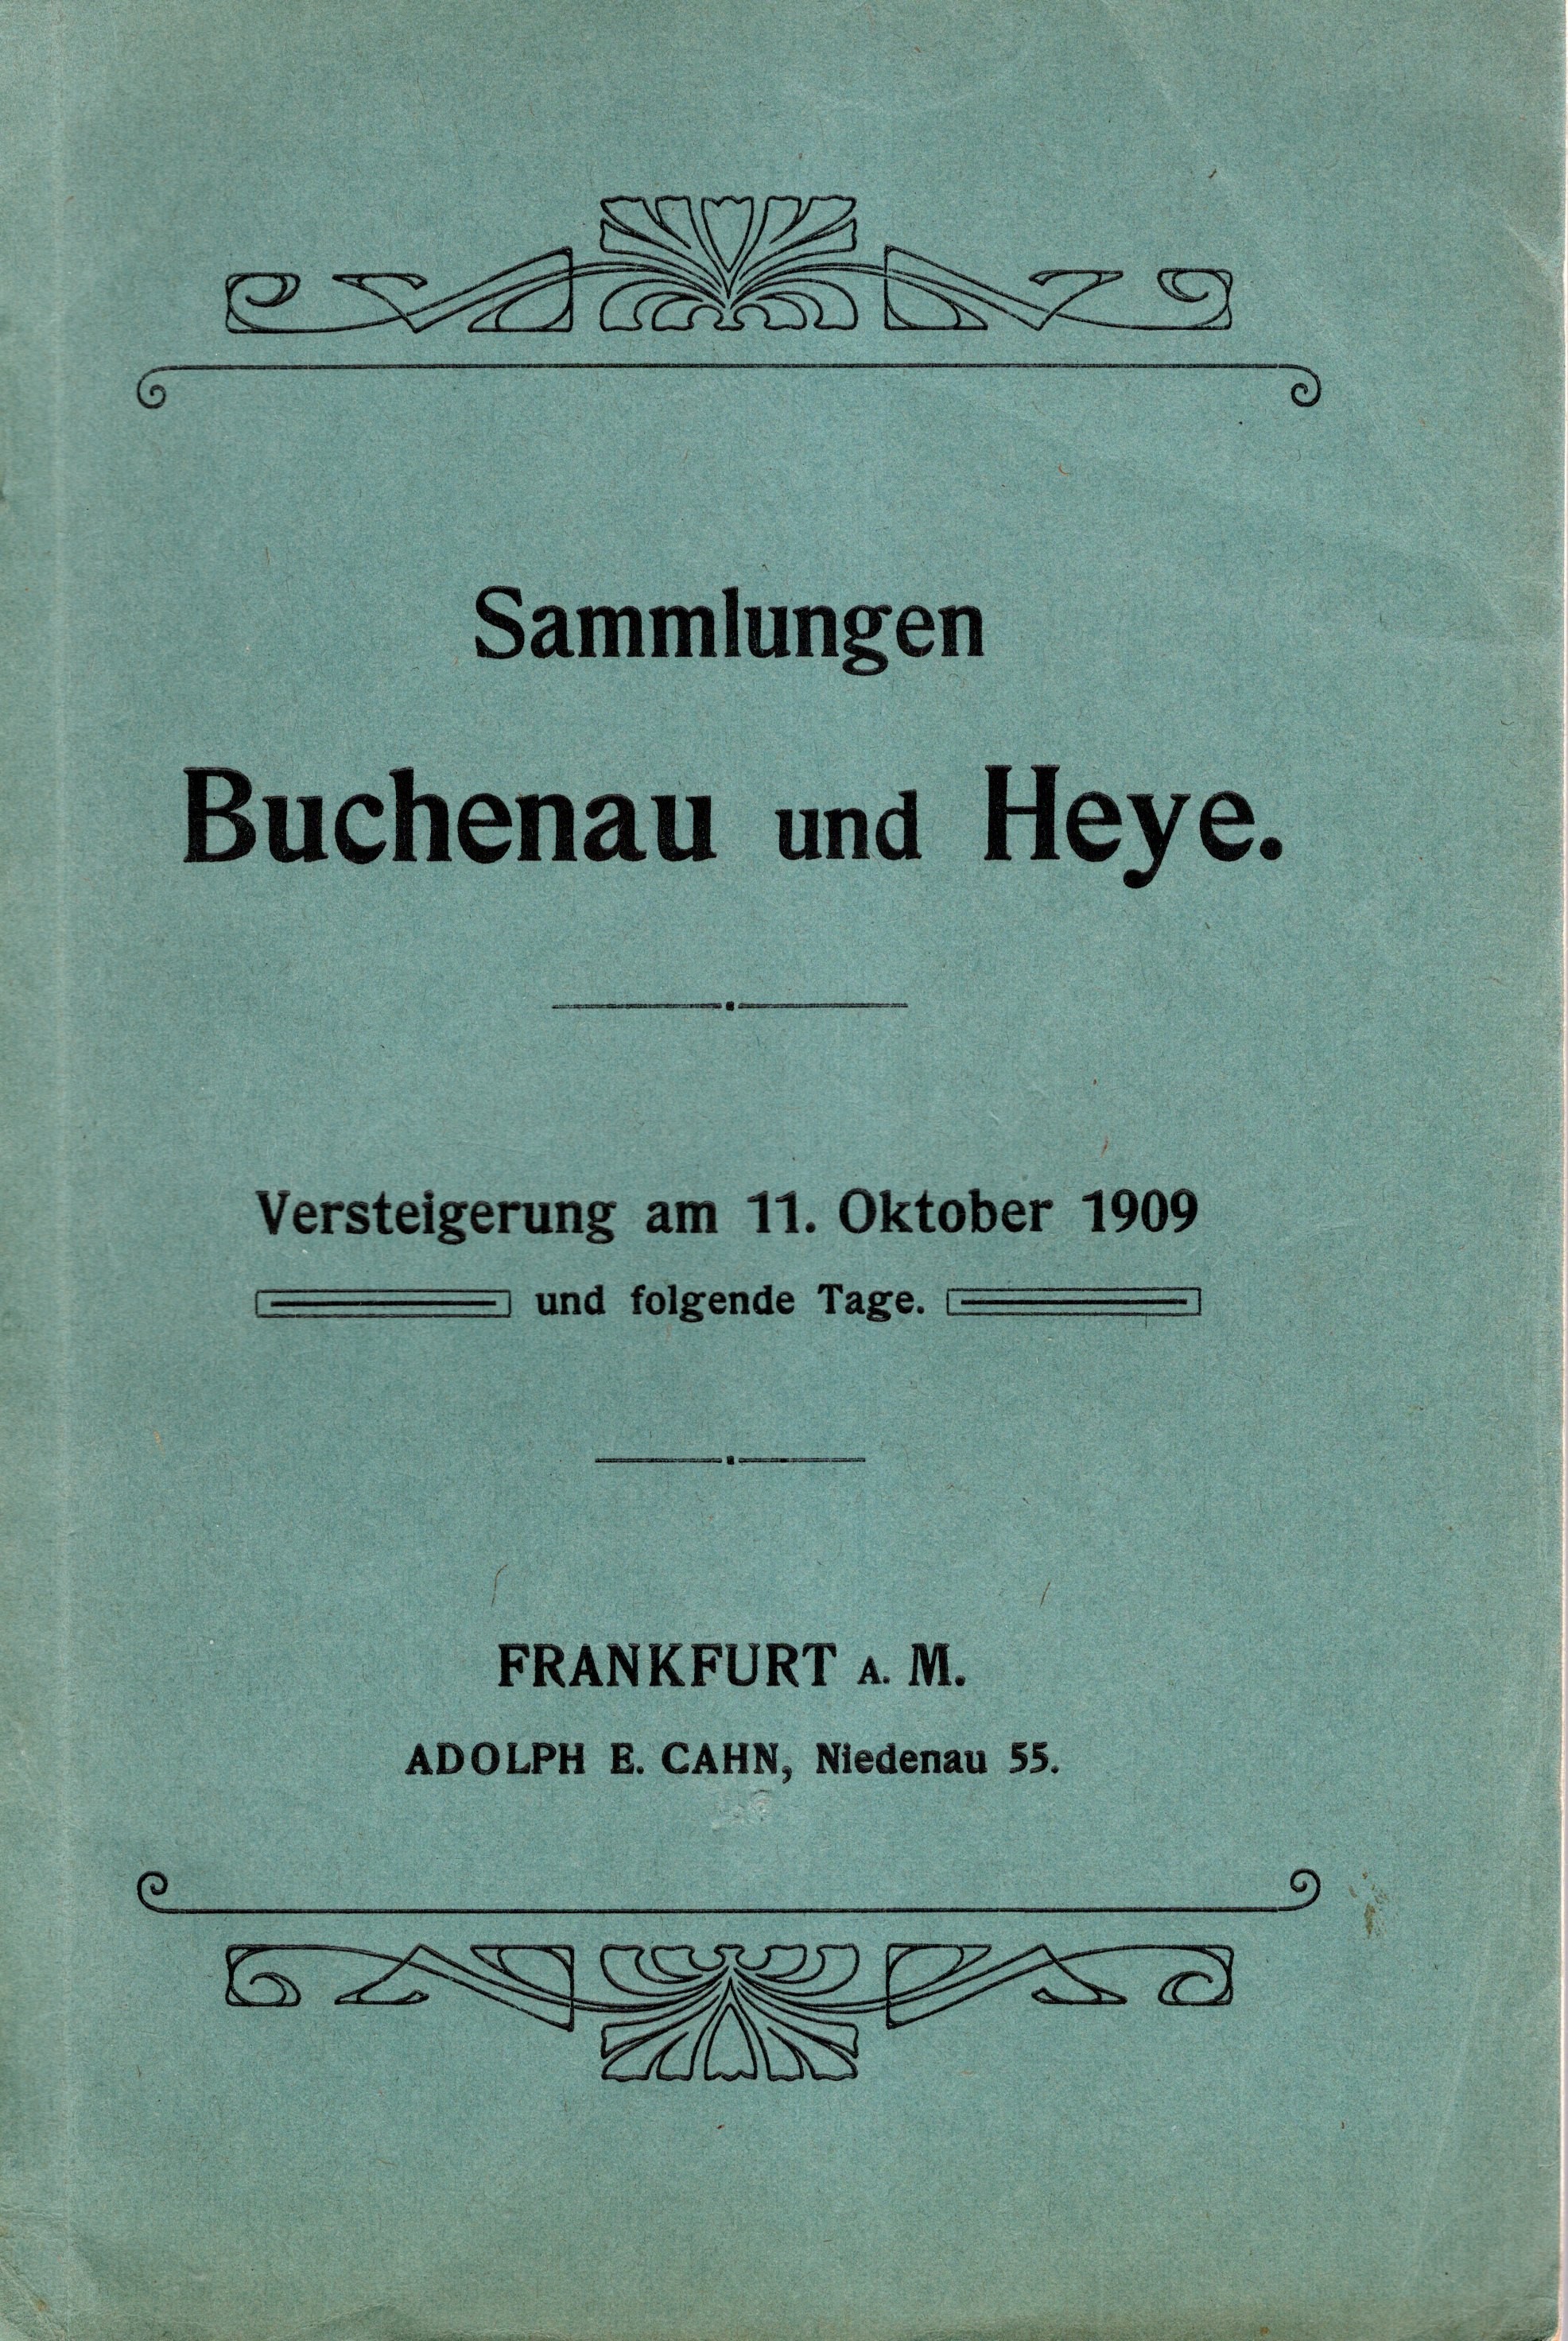 Sammlungen
Buchenau und Heye.
Versteigerung am 11. Oktober 1909
und folgende Tage.
FRANKFURT A. M.
ADOLPH E. CAHN, Niedenau 55.